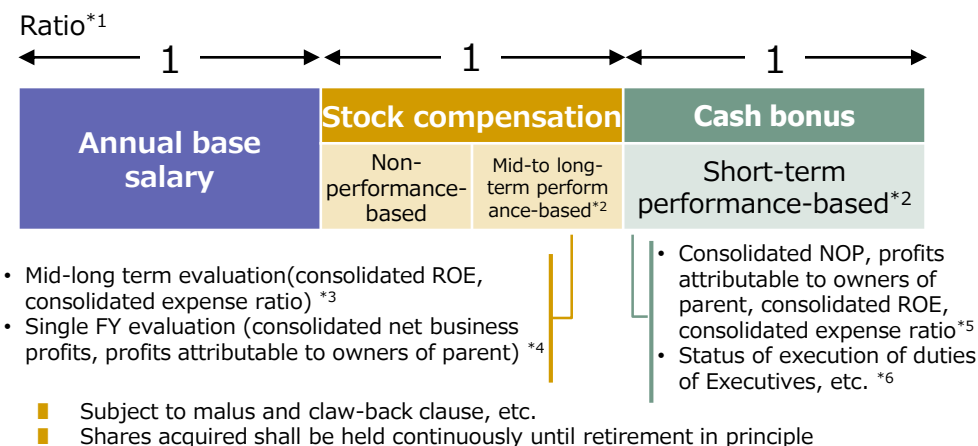 Ratio*1
1
1
1
Annual base
salary
Stock compensation
Non-
performance-
based
Mid-to long-
term perform
ance-based*2
Cash bonus
Short-term
performance-based*2
• Mid-long term evaluation(consolidated ROE,
consolidated expense ratio) *3
• Single FY evaluation (consolidated net business
profits, profits attributable to owners of parent) *4
• Consolidated NOP, profits
attributable to owners of
parent, consolidated ROE,
consolidated expense ratio*5
• Status of execution of duties
of Executives, etc. *6
Subject to malus and claw-back clause, etc.
Shares acquired shall be held continuously until retirement in principle